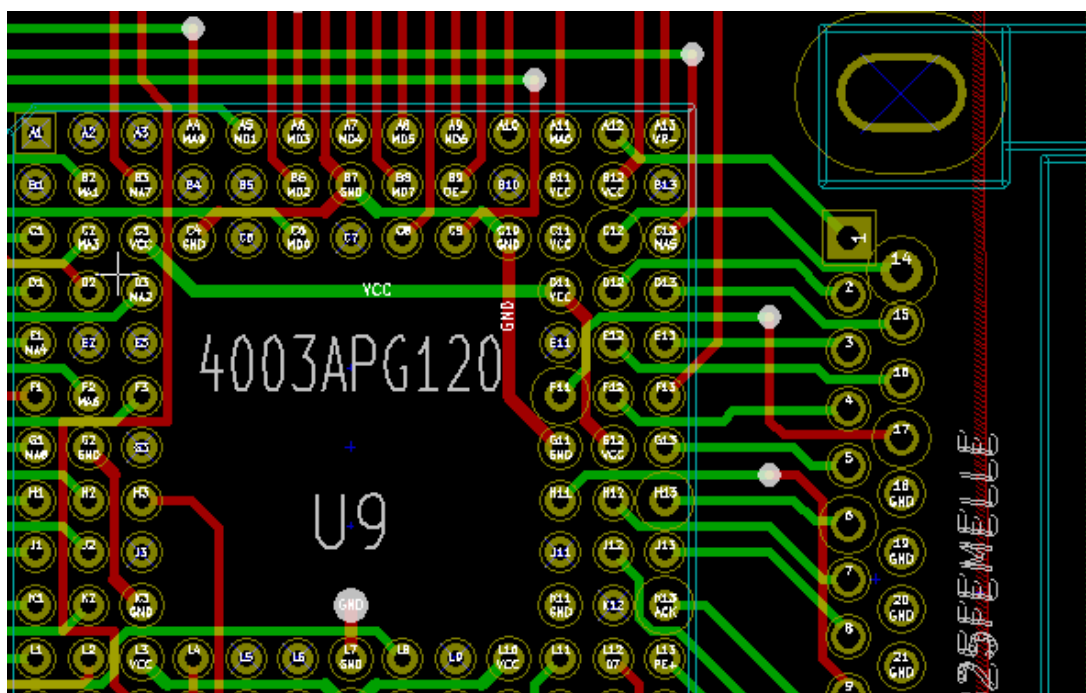 A1 A2 A3 A4 A5 A6 A7 A8 A9 A10 A11 A12 A13
MA9 MD1 MD3 MD4 MD5 MD6 MA0 VR-
B1 B2 B3 B4 B5 B6 B7 B8 B9 B10 B11 B12 B13
MA1 MA7 MD2 GND MD7 OE- VCC VCC
C1 C2 C3 C4 C6 C7 C8 C9 C10 C11 C12 C13
MA3 VCC GND MD0 GND VCC MA5
D1 D2 D3 D11 D12 D13
MA2 VCC
VCC
GND
1
14
2
15
3
16
4
17
5
18
GND
6
19
GND
7
20
GND
8
21
GND
9
E1 E2 E3 E11 E12 E13
MA4
4003APG120
F1 F2 F3 F11 F12 F13
MA6
G1 G2 G3 G11 G12 G13
MA8 GND GND VCC
H1 H2 H3 H11 H12 H13
U9
J1 J2 J3 J11 J12 J13
K1 K2 K3 K11 K12 K13
GND GND GND ACK
L1 L2 L3 L4 L5 L6 L7 L8 L9 L10 L11 L12 L13
VCC GND VCC D7 PE+